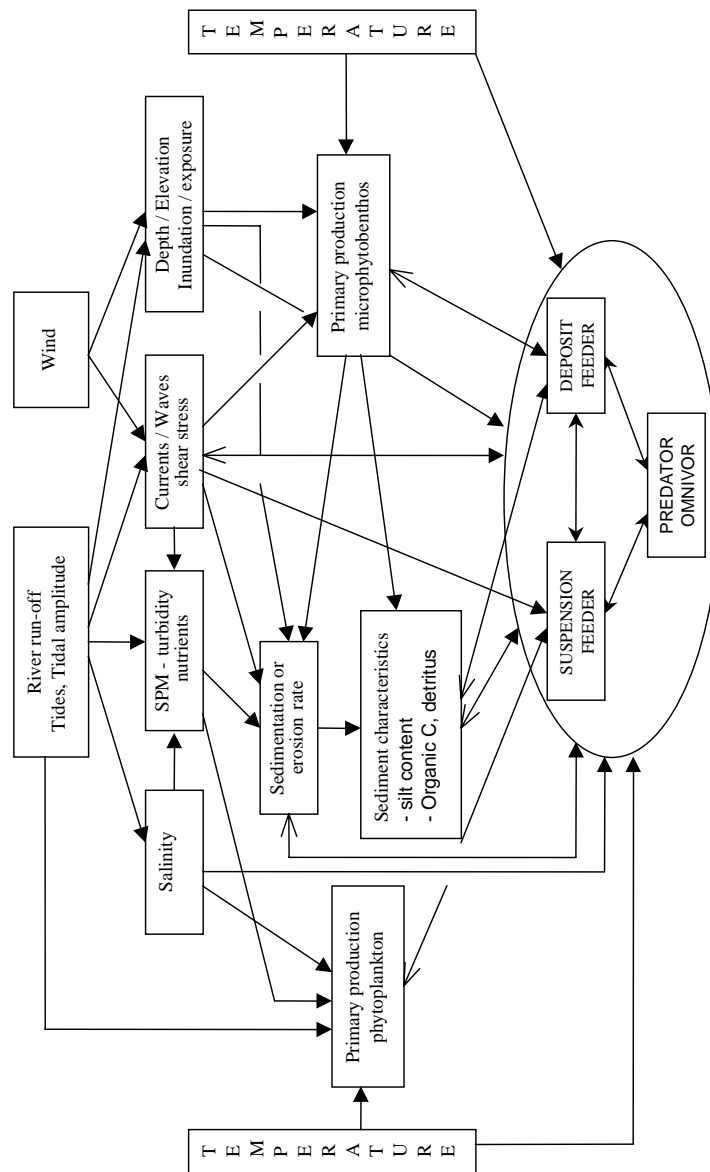 T E M P E R A T U R E
River run-off
Tides, Tidal amplitude
Wind
Salinity
SPM - turbidity
nutrients
Currents / Waves
shear stress
Depth / Elevation
Inundation / exposure
Sedimentation or
erosion rate
Primary production
phytoplankton
Sediment characteristics
- silt content
- Organic C, detritus
Primary production
microphytobenthos
T E M P E R A T U R E
SUSPENSION
FEEDER
DEPOSIT
FEEDER
PREDATOR
OMNIVOR